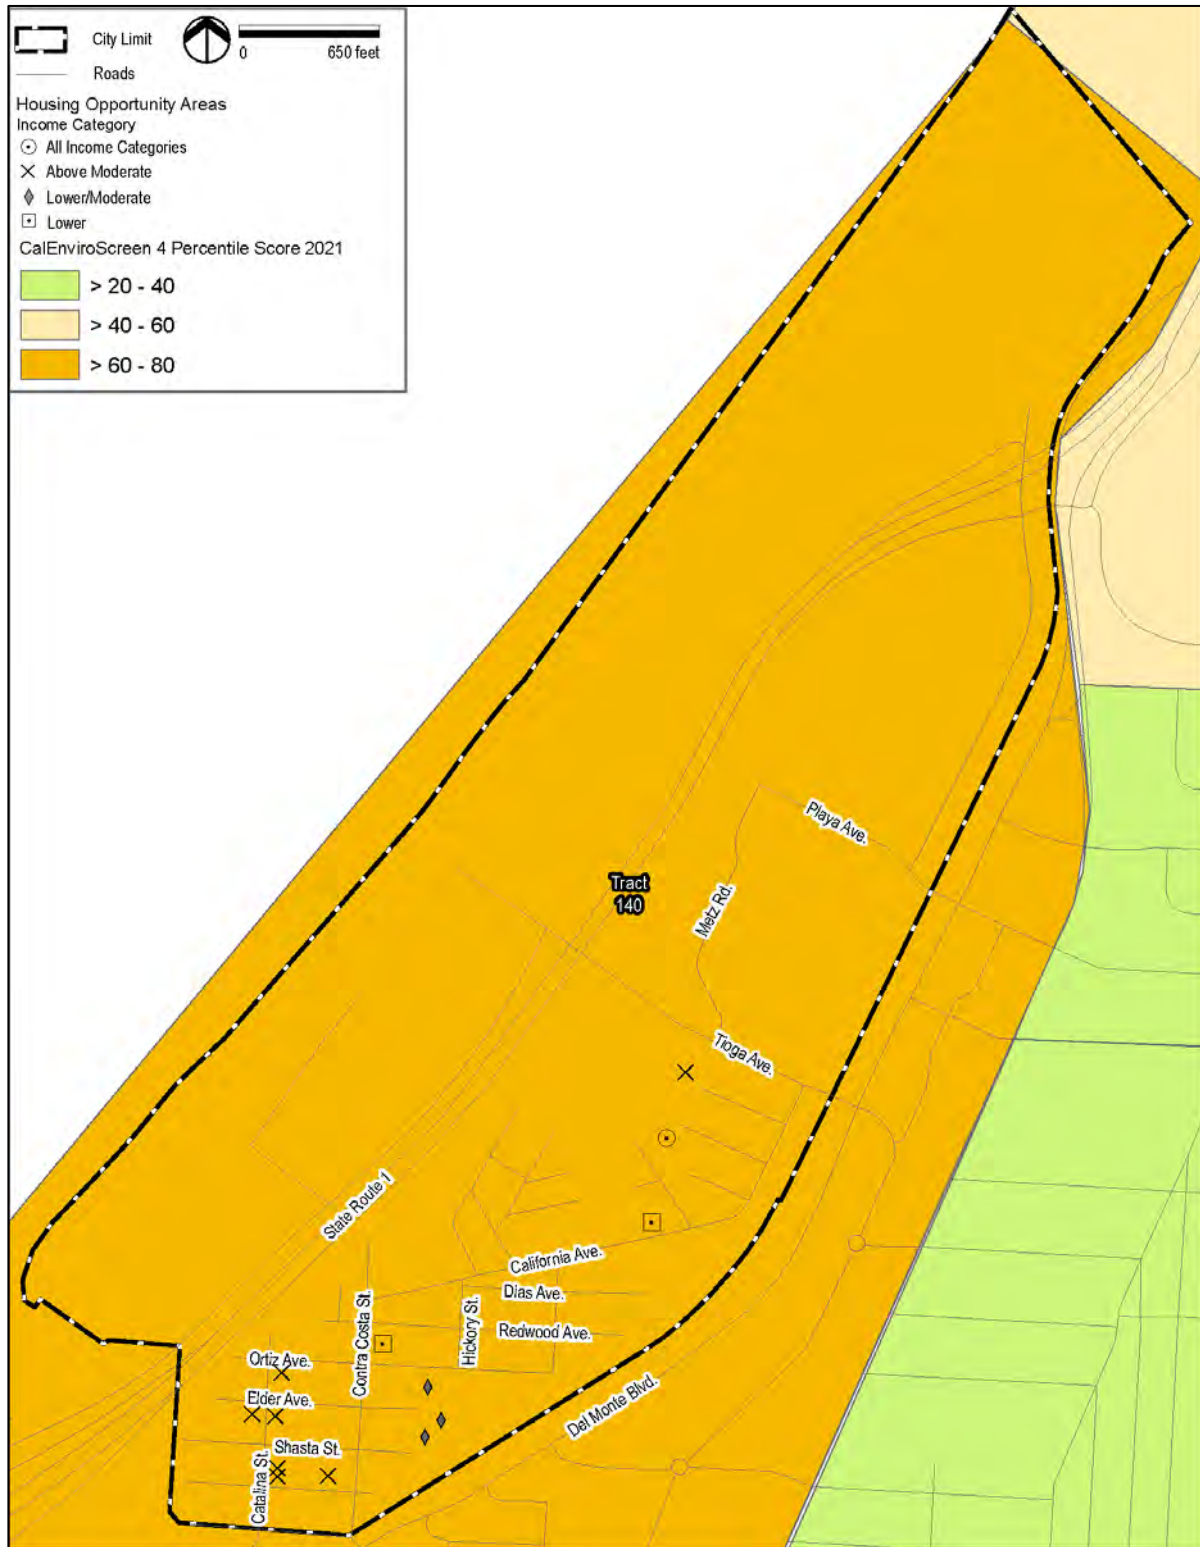 City Limit
0 650 feet
Roads
Housing Opportunity Areas
Income Category
All Income Categories
Above Moderate
Lower/Moderate
Lower
CalEnviroScreen 4 Percentile Score 2021
> 20 - 40
> 40 - 60
> 60 - 80
Playa Ave.
Tract
140
Metz Rd.
Tioga Ave.
State Route 1
California Ave.
Dias Ave.
Contra Costa St.
Hickory St.
Redwood Ave.
Ortiz Ave.
Elder Ave.
Del Monte Blvd.
Shasta St.
Catalina St.